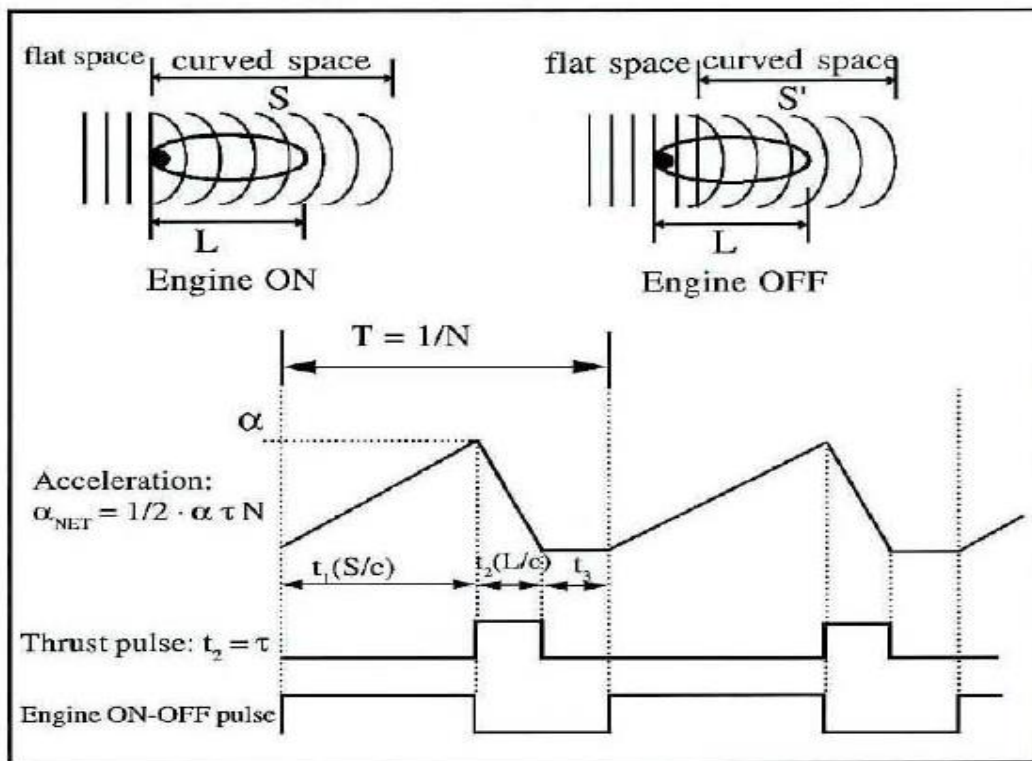 flat space
curved space
flat space
curved space
S
S'
L
L
Engine ON
Engine OFF
T = 1/N
α
Acceleration:
α_NET = 1/2 · α τ N
t₁(S/c)
t₂(L/c)
t₃
Thrust pulse: t₂ = τ
Engine ON-OFF pulse